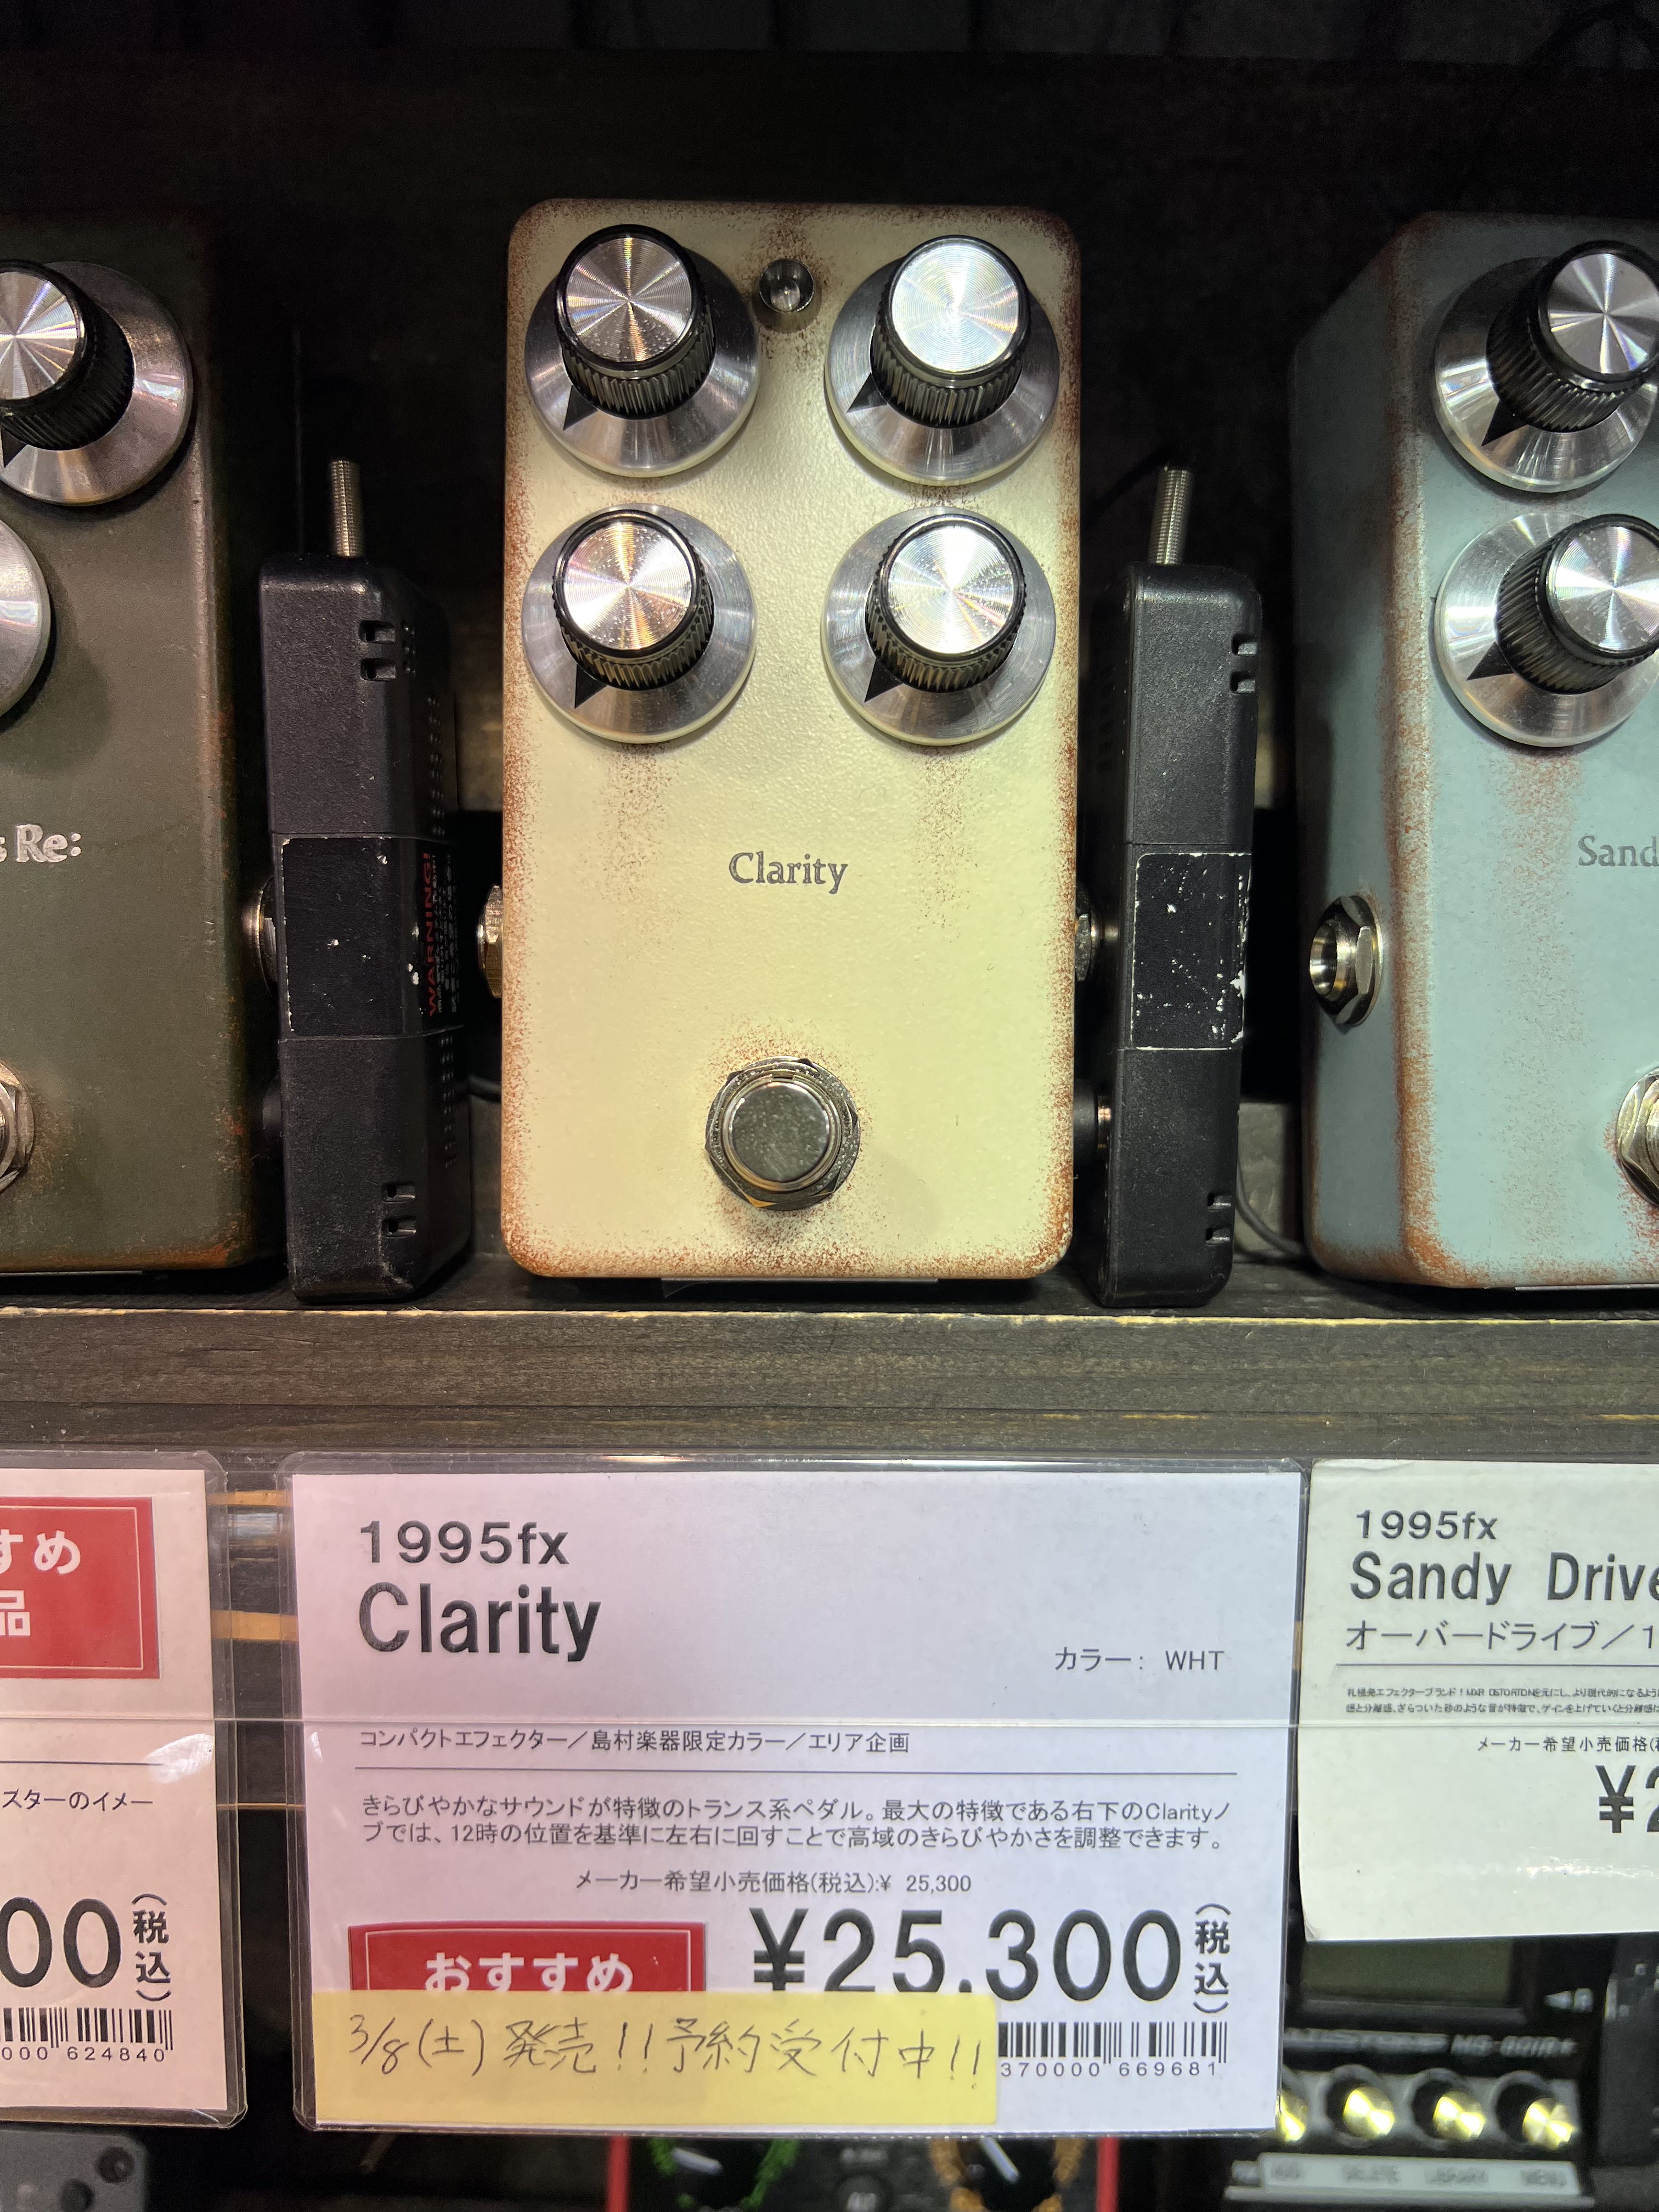 Re:
Clarity
Sand
WARNING!
すめ
品
スターのイメー
00(税込)
000 624840
1995fx
Clarity
カラー： WHT
コンパクトエフェクター／島村楽器限定カラー／エリア企画
きらびやかなサウンドが特徴のトランス系ペダル。最大の特徴である右下のClarityノ
ブでは、12時の位置を基準に左右に回すことで高域のきらびやかさを調整できます。
メーカー希望小売価格(税込):¥ 25,300
おすすめ
¥25,300(税込)
3/8(土)発売!!予約受付中!!
370000 669681
1995fx
Sandy Drive
オーバードライブ／1
メーカー希望小売価格(
¥2